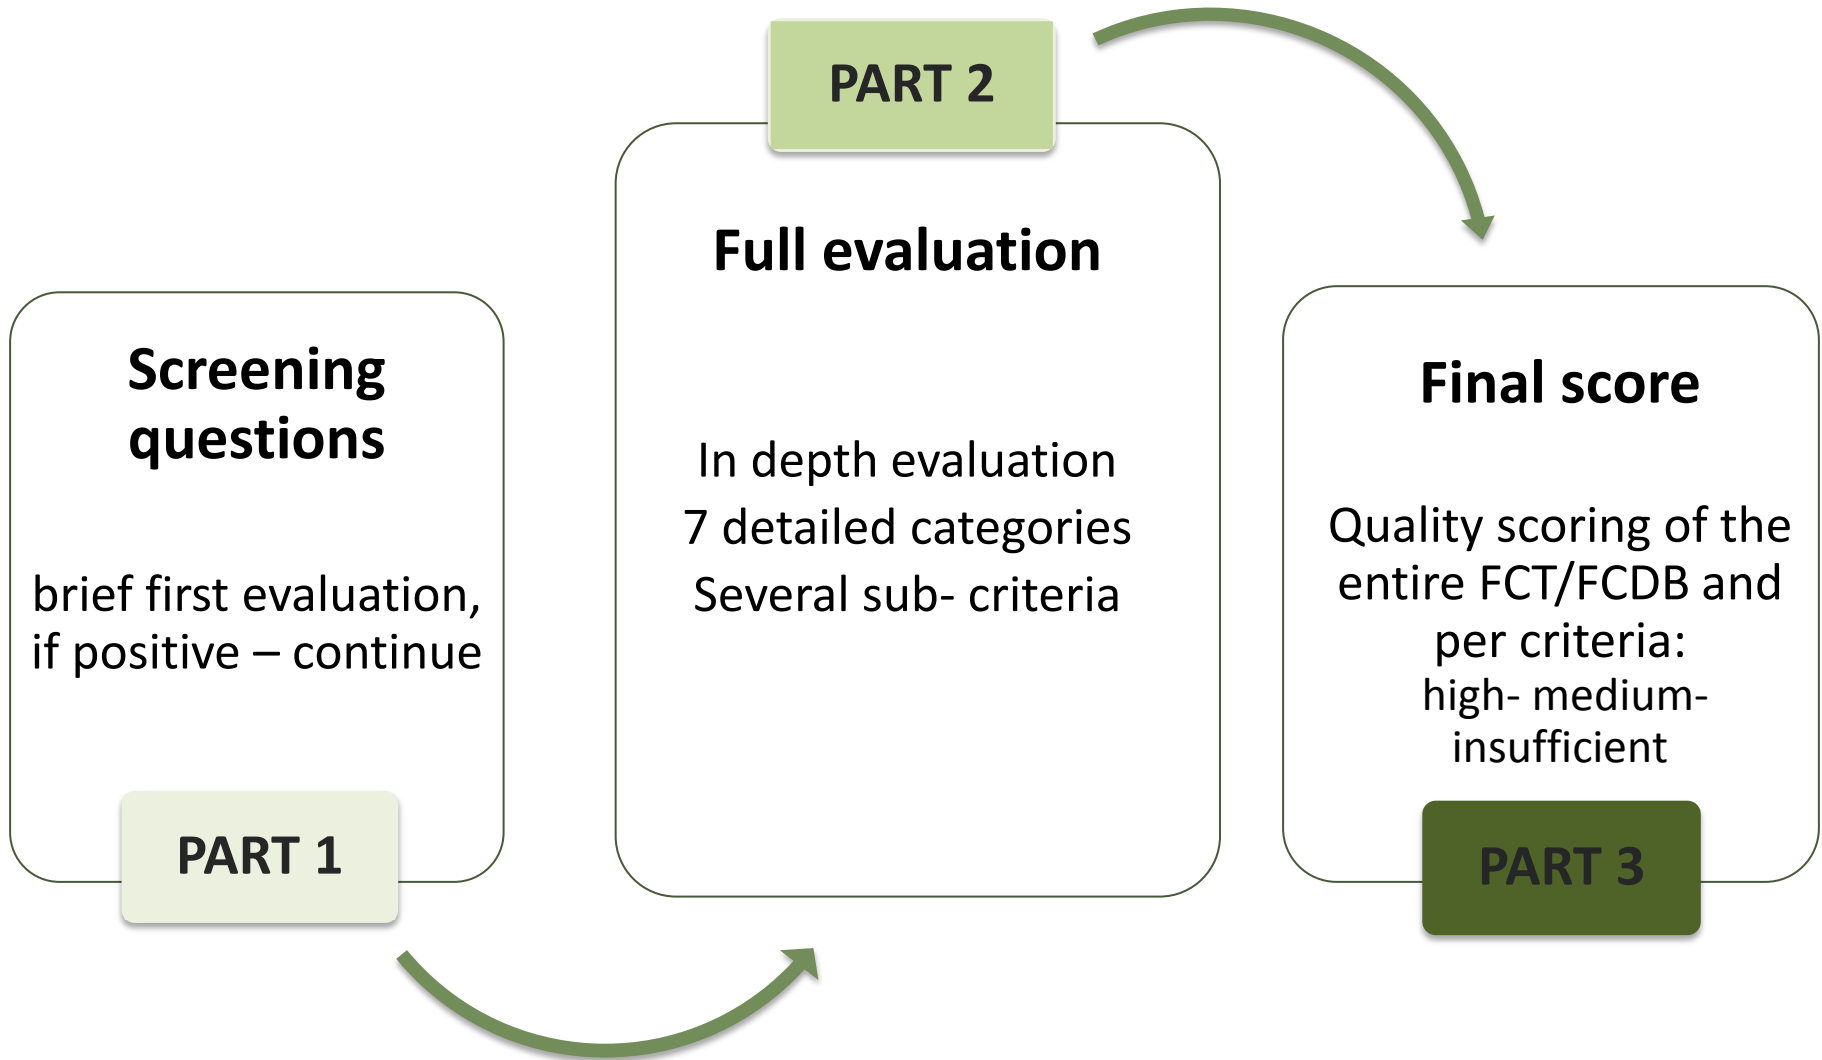 Screening
questions
brief first evaluation,
if positive – continue
PART 1
PART 2
Full evaluation
In depth evaluation
7 detailed categories
Several sub- criteria
Final score
Quality scoring of the
entire FCT/FCDB and
per criteria:
high- medium-
insufficient
PART 3